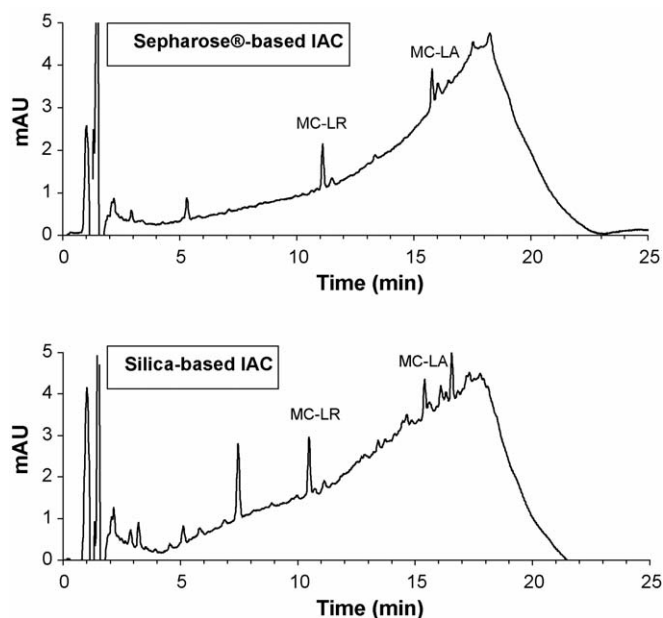 Sepharose®-based IAC
MC-LA
MC-LR
mAU
5
4
3
2
1
0
0 5 10 15 20 25
Time (min)
Silica-based IAC
MC-LA
MC-LR
mAU
5
4
3
2
1
0
0 5 10 15 20 25
Time (min)